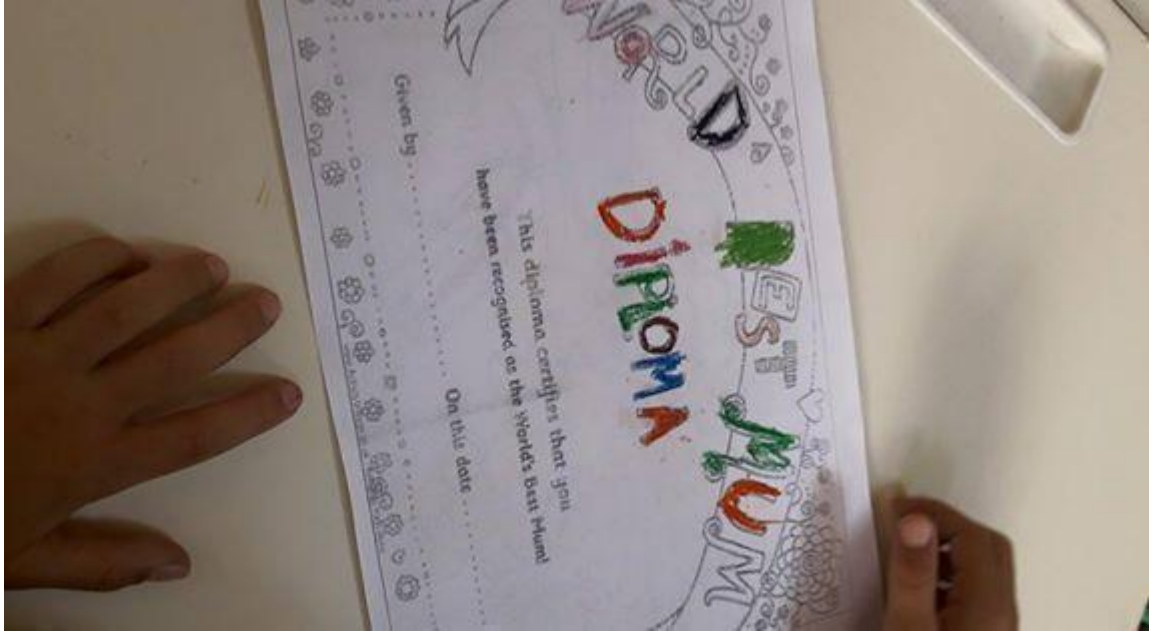 WORLD BEST MUM
DiPLOMA
This diploma certifies that you
have been recognised as the World's Best Mum!
Given by .................... On this date ....................